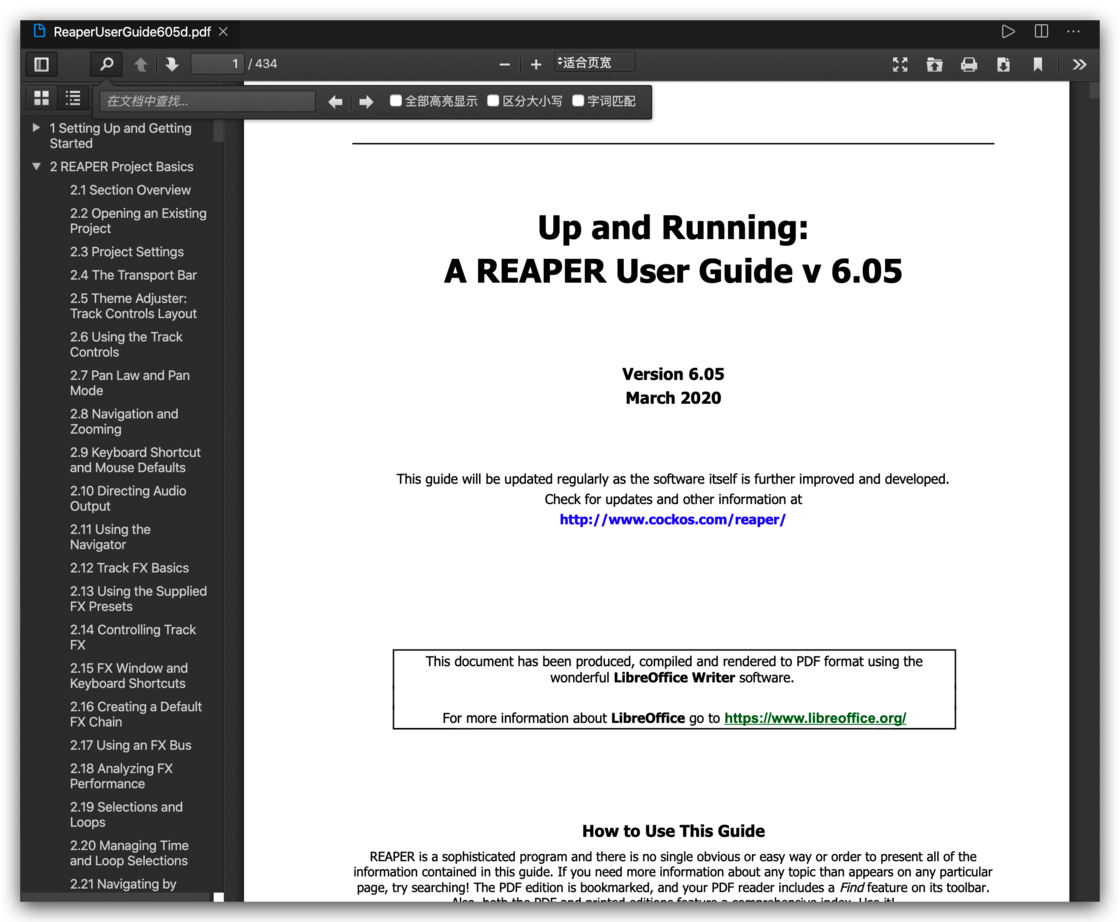 ReaperUserGuide605d.pdf
1 / 434
适合页宽
在文档中查找...
全部高亮显示 区分大小写 字词匹配
1 Setting Up and Getting
Started
2 REAPER Project Basics
2.1 Section Overview
2.2 Opening an Existing
Project
2.3 Project Settings
2.4 The Transport Bar
2.5 Theme Adjuster:
Track Controls Layout
2.6 Using the Track
Controls
2.7 Pan Law and Pan
Mode
2.8 Navigation and
Zooming
2.9 Keyboard Shortcut
and Mouse Defaults
2.10 Directing Audio
Output
2.11 Using the
Navigator
2.12 Track FX Basics
2.13 Using the Supplied
FX Presets
2.14 Controlling Track
FX
2.15 FX Window and
Keyboard Shortcuts
2.16 Creating a Default
FX Chain
2.17 Using an FX Bus
2.18 Analyzing FX
Performance
2.19 Selections and
Loops
2.20 Managing Time
and Loop Selections
2.21 Navigating by
Up and Running:
A REAPER User Guide v 6.05
Version 6.05
March 2020
This guide will be updated regularly as the software itself is further improved and developed.
Check for updates and other information at
http://www.cockos.com/reaper/
This document has been produced, compiled and rendered to PDF format using the
wonderful LibreOffice Writer software.
For more information about LibreOffice go to https://www.libreoffice.org/
How to Use This Guide
REAPER is a sophisticated program and there is no single obvious or easy way or order to present all of the
information contained in this guide. If you need more information about any topic than appears on any particular
page, try searching! The PDF edition is bookmarked, and your PDF reader includes a Find feature on its toolbar.
Also, both the PDF and printed editions feature a comprehensive index. Use it!